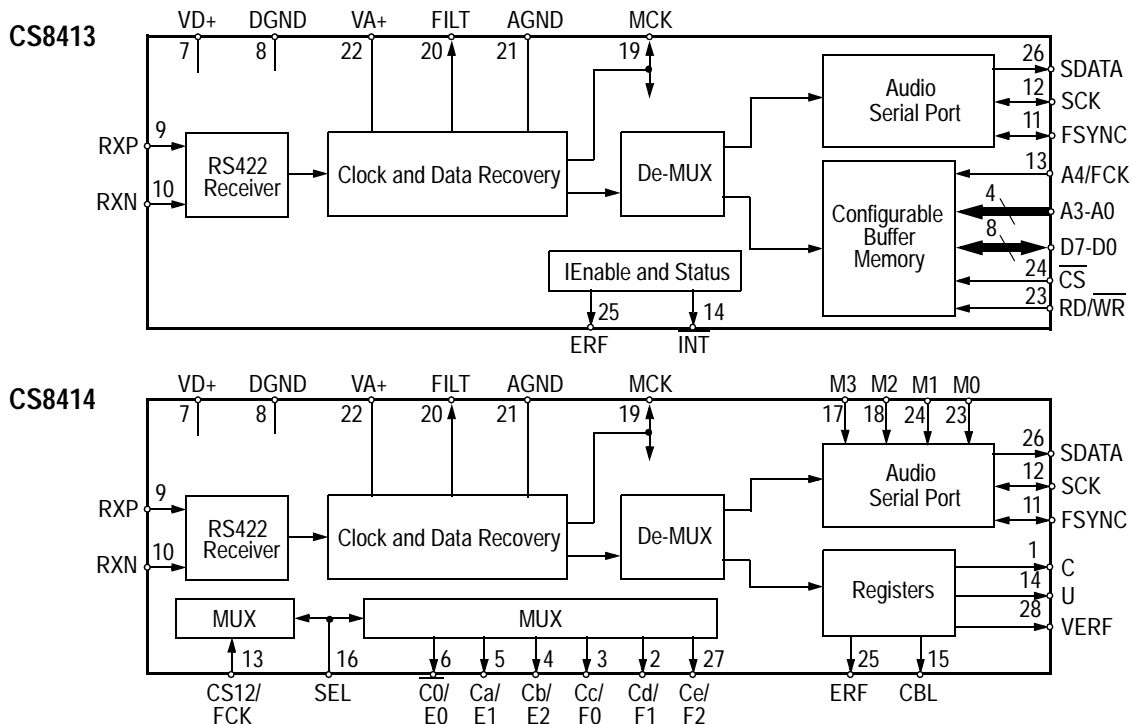 CS8413
VD+ DGND VA+ FILT AGND MCK
7 8 22 20 21 19
RXP 9
RXN 10
RS422
Receiver
Clock and Data Recovery
De-MUX
Audio
Serial Port
26 SDATA
12 SCK
11 FSYNC
Configurable
Buffer
Memory
13 A4/FCK
4 A3-A0
8 D7-D0
24 CS
23 RD/WR
IEnable and Status
25 14
ERF INT
CS8414
VD+ DGND VA+ FILT AGND MCK M3 M2 M1 M0
7 8 22 20 21 19 17 18 24 23
RXP 9
RXN 10
RS422
Receiver
Clock and Data Recovery
De-MUX
Audio
Serial Port
26 SDATA
12 SCK
11 FSYNC
Registers
1 C
14 U
28 VERF
MUX MUX
13 16 6 5 4 3 2 27 25 15
CS12/ SEL C0/ Ca/ Cb/ Cc/ Cd/ Ce/ ERF CBL
FCK E0 E1 E2 F0 F1 F2